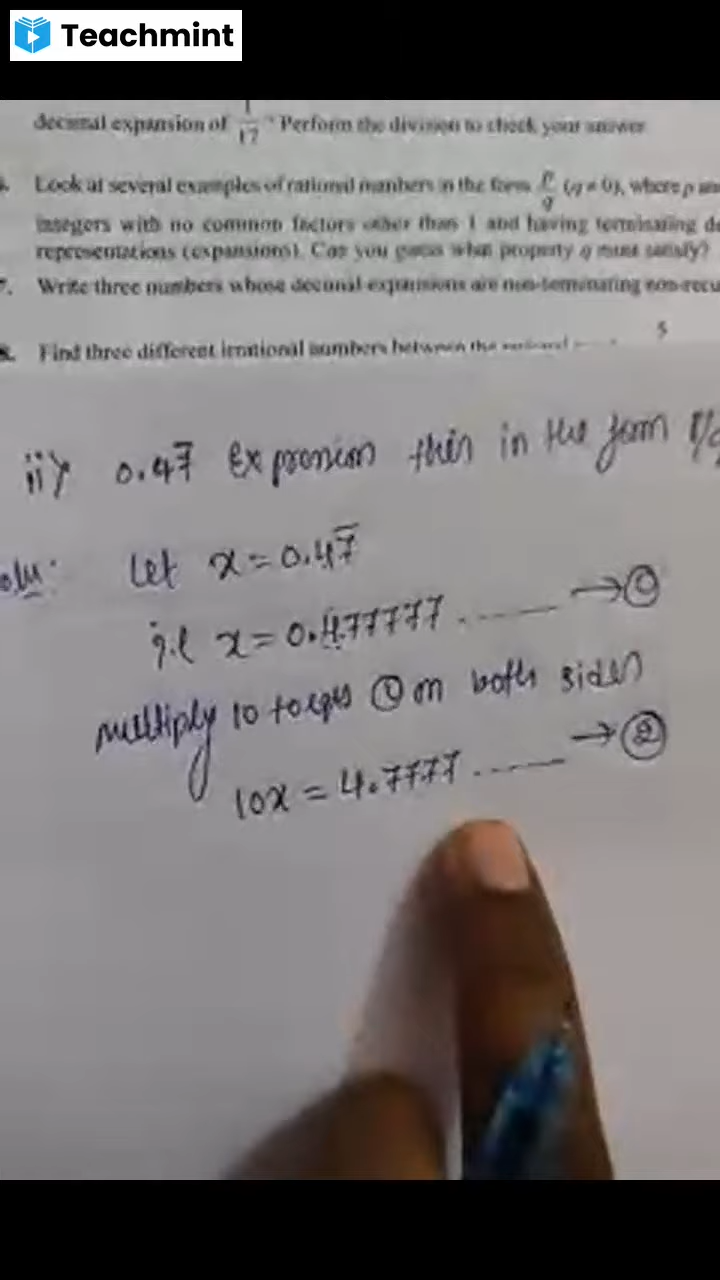 Teachmint
decimal expansion of 1/17 ? Perform the division to check your answer
Look at several examples of rational numbers in the form p/q (q ≠ 0), where p an
integers with no common factors other than 1 and having terminating de
representations (expansions). Can you guess what property q must satisfy?
7. Write three numbers whose decimal expansions are non-terminating non-recu
8. Find three different irrational numbers between the 5
ii) 0.47̅ this in the form P/q
Let x = 0.47̅
i.e x = 0.477777 ....... → ①
multiply 10 to ① on both sides
10x = 4.7777 ....... → ②